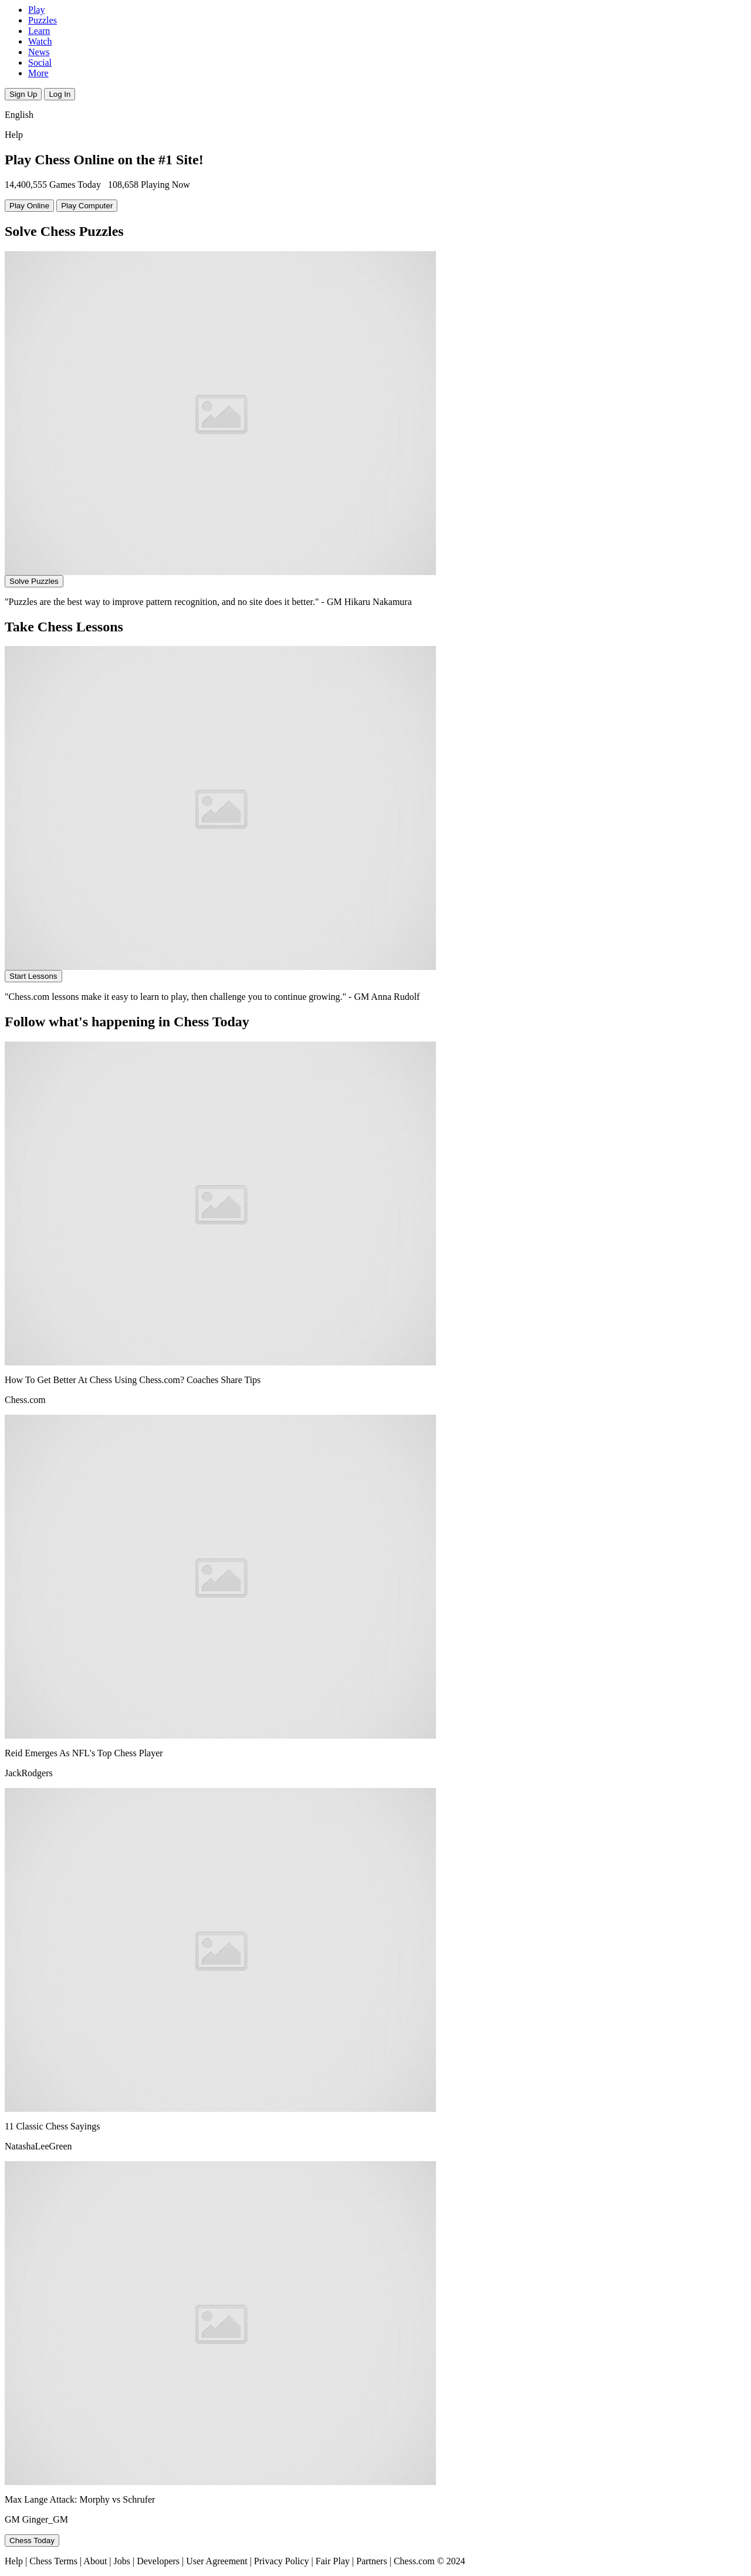 Play
Puzzles
Learn
Watch
News
Social
More
Sign Up Log In
English
Help
Play Chess Online on the #1 Site!
14,400,555 Games Today 108,658 Playing Now
Play Online Play Computer
Solve Chess Puzzles
Solve Puzzles
"Puzzles are the best way to improve pattern recognition, and no site does it better." - GM Hikaru Nakamura
Take Chess Lessons
Start Lessons
"Chess.com lessons make it easy to learn to play, then challenge you to continue growing." - GM Anna Rudolf
Follow what's happening in Chess Today
How To Get Better At Chess Using Chess.com? Coaches Share Tips
Chess.com
Reid Emerges As NFL's Top Chess Player
JackRodgers
11 Classic Chess Sayings
NatashaLeeGreen
Max Lange Attack: Morphy vs Schrufer
GM Ginger_GM
Chess Today
Help | Chess Terms | About | Jobs | Developers | User Agreement | Privacy Policy | Fair Play | Partners | Chess.com © 2024